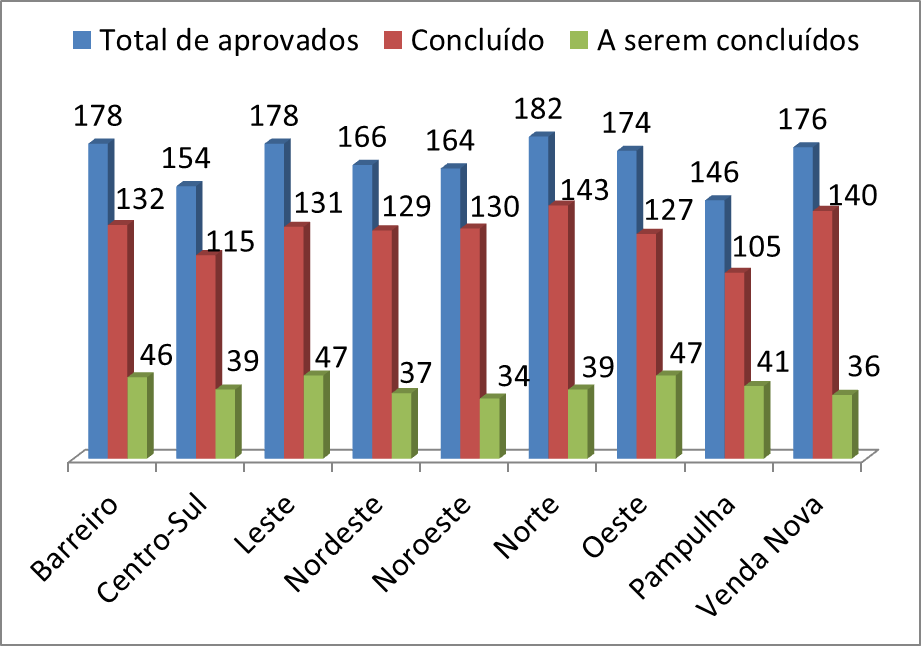 Total de aprovados Concluído A serem concluídos
178 154 178 166 164 182 174 146 176
132 115 131 129 130 143 127 105 140
46 39 47 37 34 39 47 41 36
Barreiro
Centro-Sul
Leste
Nordeste
Noroeste
Norte
Oeste
Pampulha
Venda Nova